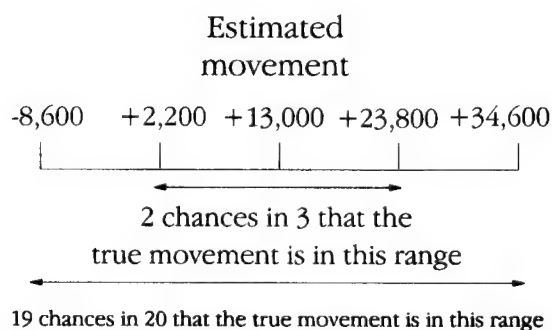 Estimated
movement
-8,600 +2,200 +13,000 +23,800 +34,600
2 chances in 3 that the
true movement is in this range
19 chances in 20 that the true movement is in this range